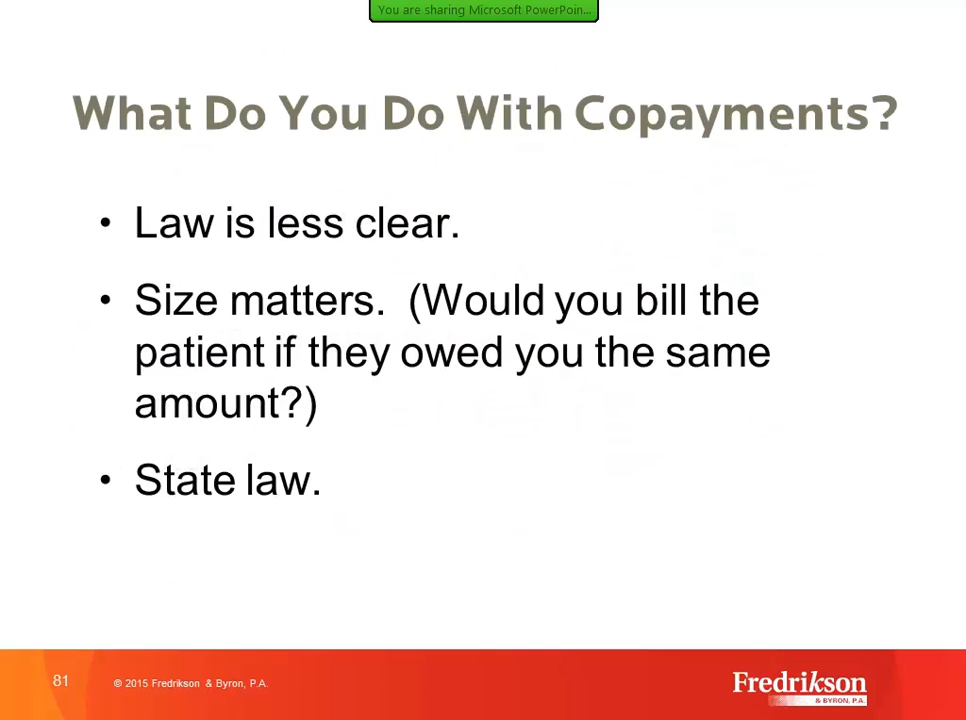 You are sharing Microsoft PowerPoin...
What Do You Do With Copayments?
• Law is less clear.
• Size matters. (Would you bill the
patient if they owed you the same
amount?)
• State law.
81
© 2015 Fredrikson & Byron, P.A.
Fredrikson
& BYRON, P.A.